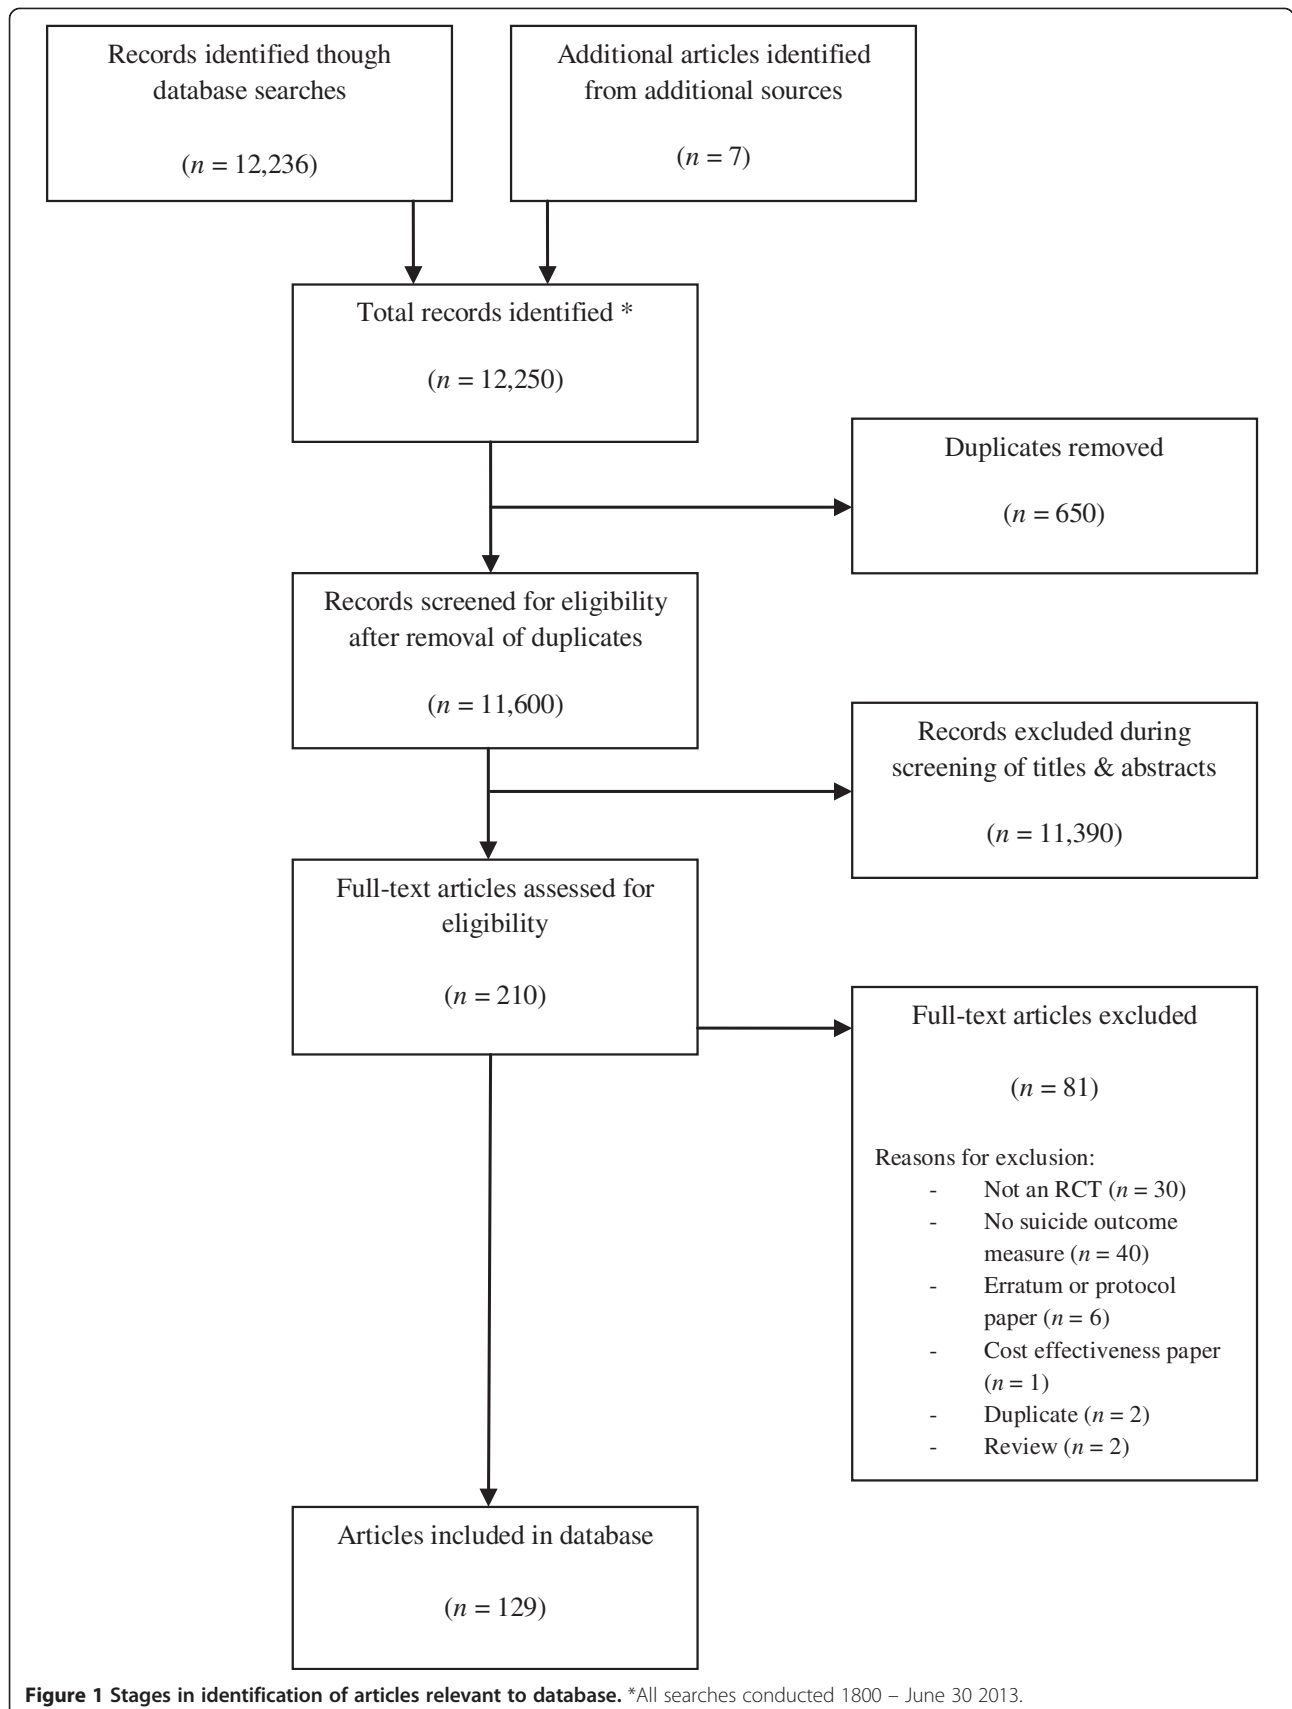 Records identified though
database searches
(n = 12,236)
Additional articles identified
from additional sources
(n = 7)
Total records identified *
(n = 12,250)
Duplicates removed
(n = 650)
Records screened for eligibility
after removal of duplicates
(n = 11,600)
Records excluded during
screening of titles & abstracts
(n = 11,390)
Full-text articles assessed for
eligibility
(n = 210)
Full-text articles excluded
(n = 81)
Reasons for exclusion:
- Not an RCT (n = 30)
- No suicide outcome
measure (n = 40)
- Erratum or protocol
paper (n = 6)
- Cost effectiveness paper
(n = 1)
- Duplicate (n = 2)
- Review (n = 2)
Articles included in database
(n = 129)
Figure 1 Stages in identification of articles relevant to database. *All searches conducted 1800 – June 30 2013.